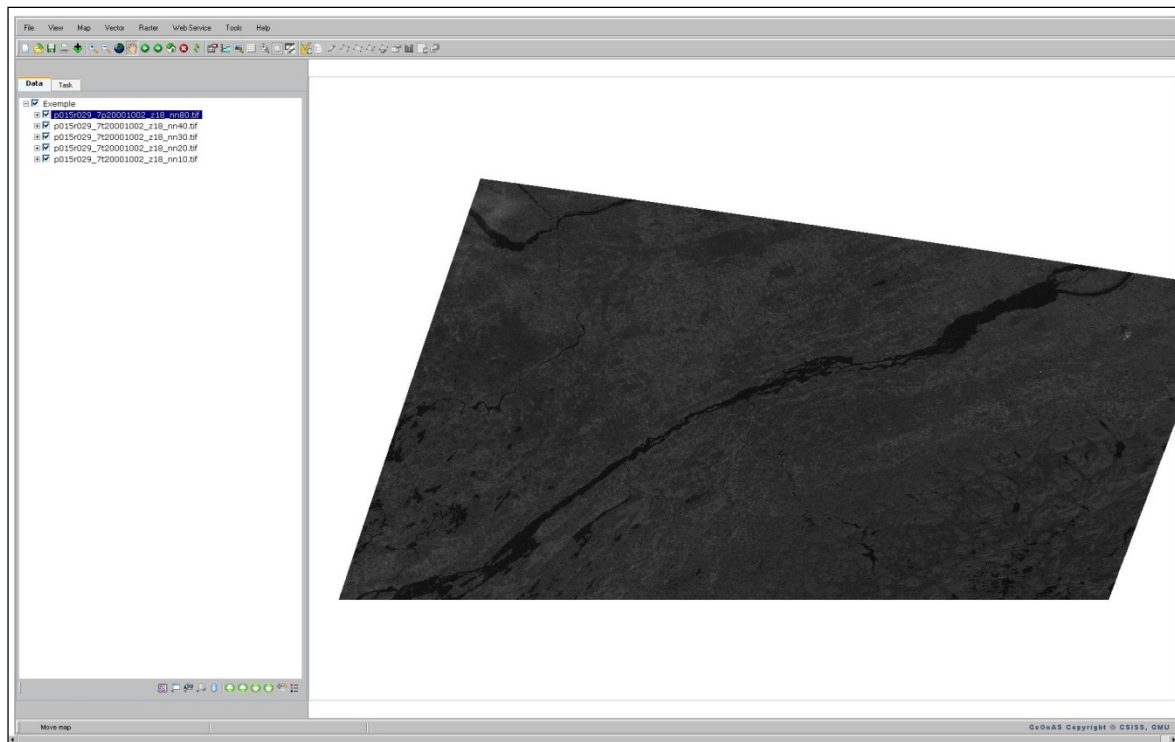 File View Map Vector Raster Web Service Tools Help
Data Task
Exemple
p015r029_7p20001002_z18_nn80.tif
p015r029_7t20001002_z18_nn40.tif
p015r029_7t20001002_z18_nn30.tif
p015r029_7t20001002_z18_nn20.tif
p015r029_7t20001002_z18_nn10.tif
Move map
GeOnAS Copyright © CSISS, GMU